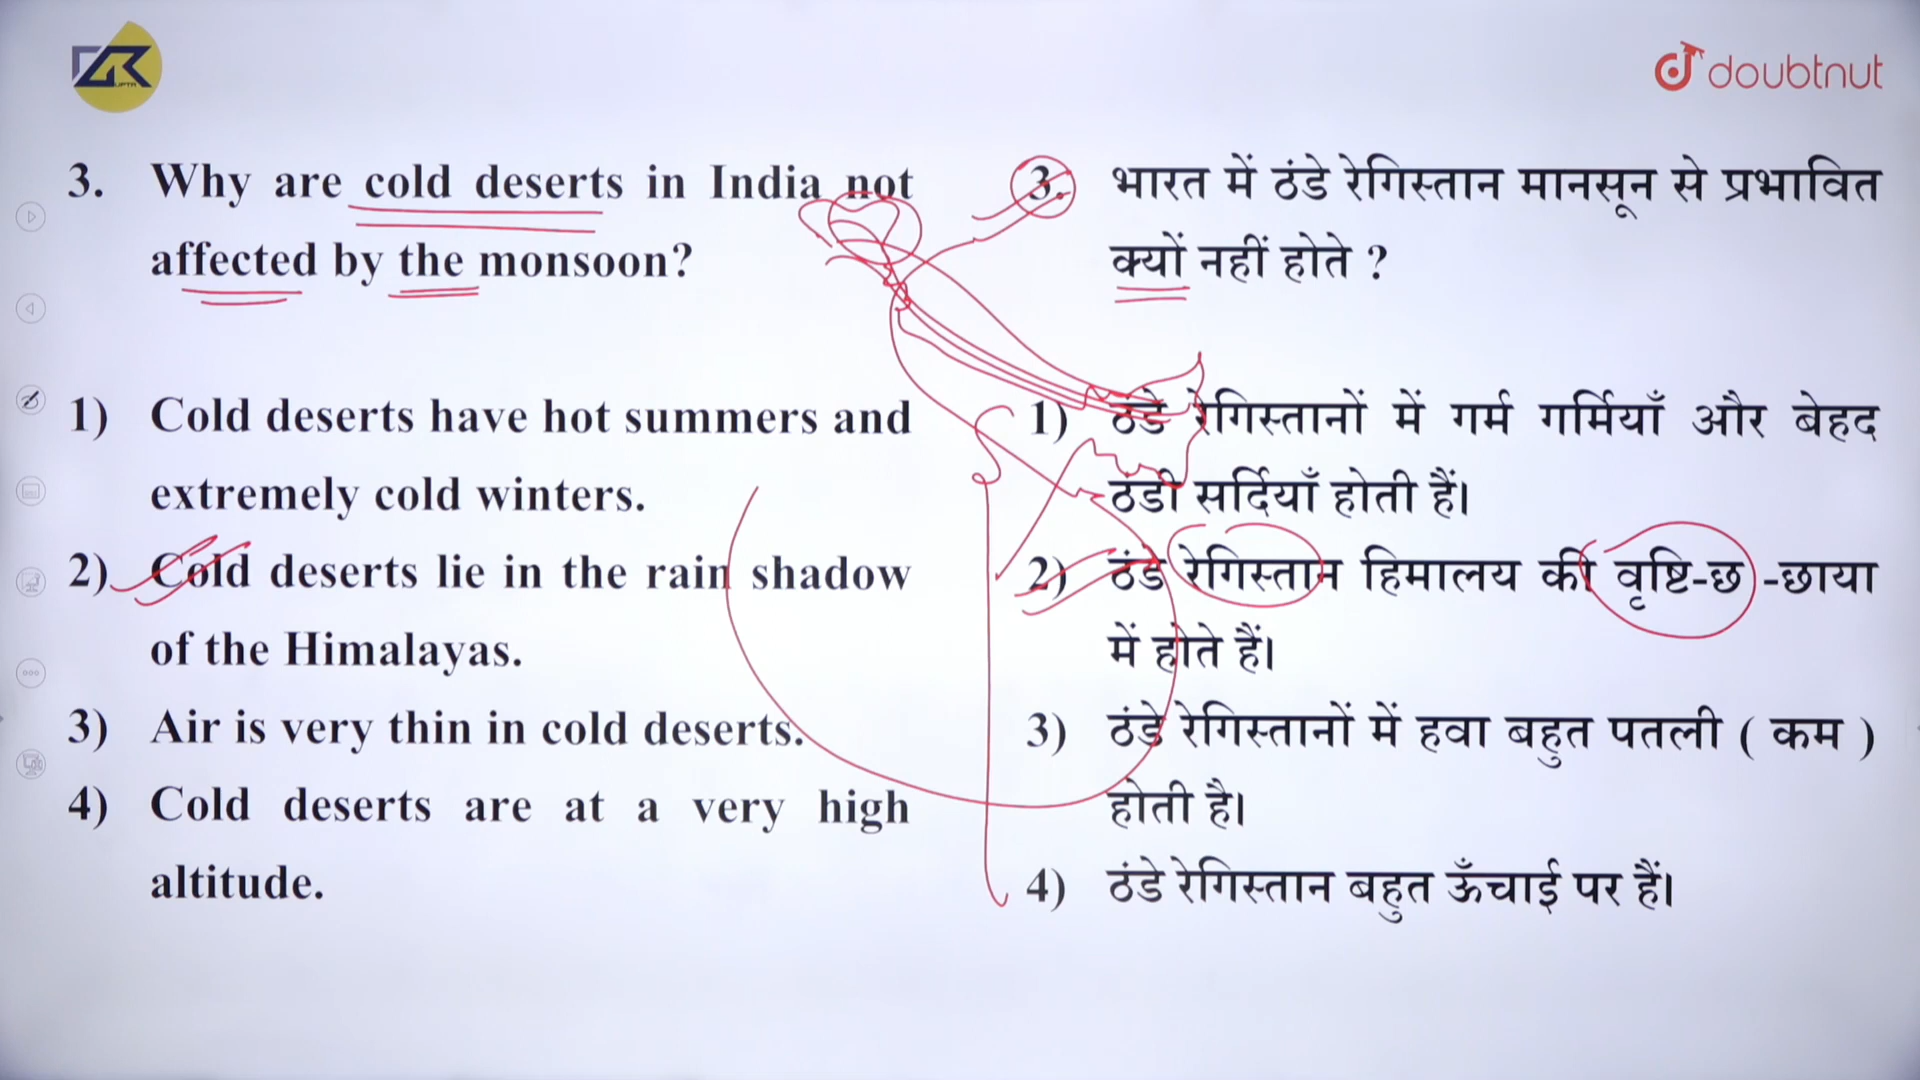 doubtnut
3. Why are cold deserts in India not
affected by the monsoon?
1) Cold deserts have hot summers and
extremely cold winters.
2) Cold deserts lie in the rain shadow
of the Himalayas.
3) Air is very thin in cold deserts.
4) Cold deserts are at a very high
altitude.
3. भारत में ठंडे रेगिस्तान मानसून से प्रभावित
क्यों नहीं होते ?
1) ठंडे रेगिस्तानों में गर्म गर्मियाँ और बेहद
ठंडी सर्दियाँ होती हैं।
2) ठंडे रेगिस्तान हिमालय की वृष्टि-छ -छाया
में होते हैं।
3) ठंडे रेगिस्तानों में हवा बहुत पतली ( कम )
होती है।
4) ठंडे रेगिस्तान बहुत ऊँचाई पर हैं।